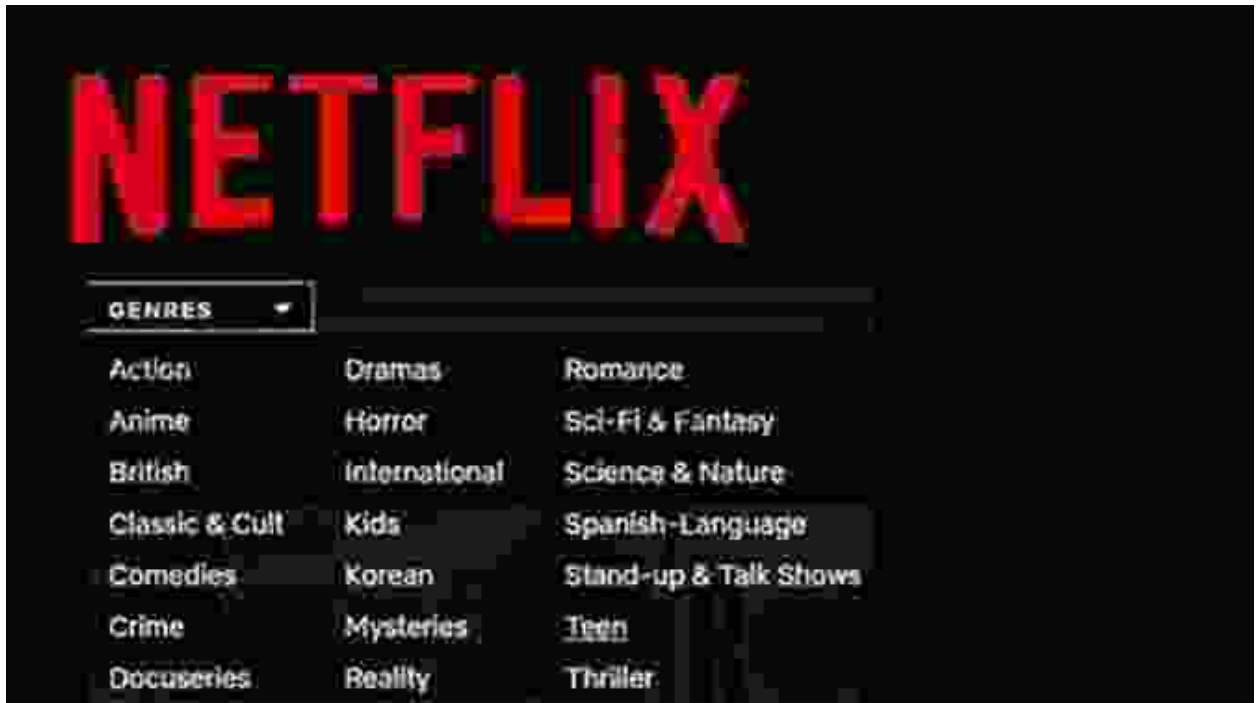 NETFLIX
GENRES
Action Dramas Romance
Anime Horror Sci-Fi & Fantasy
British International Science & Nature
Classic & Cult Kids Spanish-Language
Comedies Korean Stand-up & Talk Shows
Crime Mysteries Teen
Docuseries Reality Thriller